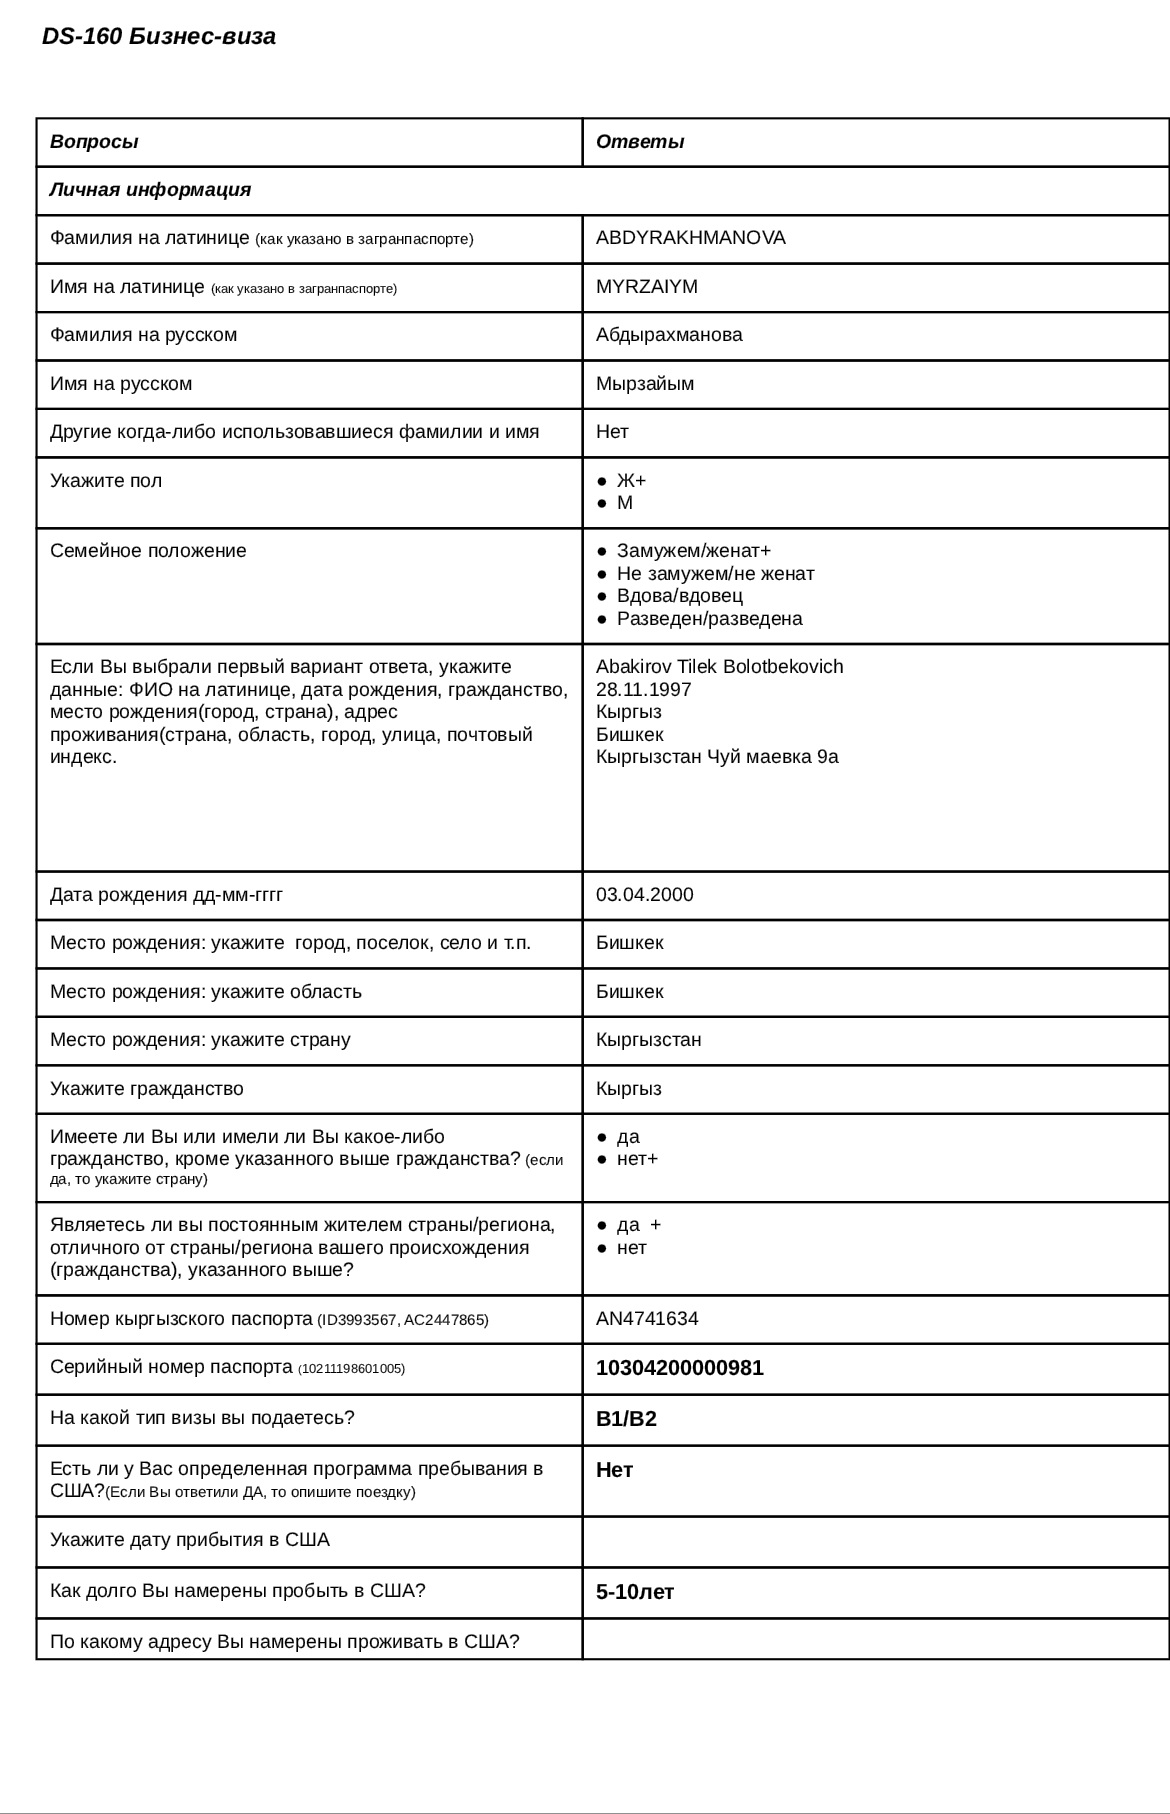 DS-160 Бизнес-виза
Вопросы
Ответы
Личная информация
Фамилия на латинице (как указано в загранпаспорте)
ABDYRAKHMANOVA
Имя на латинице (как указано в загранпаспорте)
MYRZAIYM
Фамилия на русском
Абдырахманова
Имя на русском
Мырзайым
Другие когда-либо использовавшиеся фамилии и имя
Нет
Укажите пол
● Ж+
● М
Семейное положение
● Замужем/женат+
● Не замужем/не женат
● Вдова/вдовец
● Разведен/разведена
Если Вы выбрали первый вариант ответа, укажите
данные: ФИО на латинице, дата рождения, гражданство,
место рождения(город, страна), адрес
проживания(страна, область, город, улица, почтовый
индекс.
Abakirov Tilek Bolotbekovich
28.11.1997
Кыргыз
Бишкек
Кыргызстан Чуй маевка 9а
Дата рождения дд-мм-гггг
03.04.2000
Место рождения: укажите  город, поселок, село и т.п.
Бишкек
Место рождения: укажите область
Бишкек
Место рождения: укажите страну
Кыргызстан
Укажите гражданство
Кыргыз
Имеете ли Вы или имели ли Вы какое-либо
гражданство, кроме указанного выше гражданства? (если
да, то укажите страну)
● да
● нет+
Являетесь ли вы постоянным жителем страны/региона,
отличного от страны/региона вашего происхождения
(гражданства), указанного выше?
● да  +
● нет
Номер кыргызского паспорта (ID3993567, AC2447865)
AN4741634
Серийный номер паспорта (10211198601005)
10304200000981
На какой тип визы вы подаетесь?
B1/B2
Есть ли у Вас определенная программа пребывания в
США?(Если Вы ответили ДА, то опишите поездку)
Нет
Укажите дату прибытия в США
Как долго Вы намерены пробыть в США?
5-10лет
По какому адресу Вы намерены проживать в США?